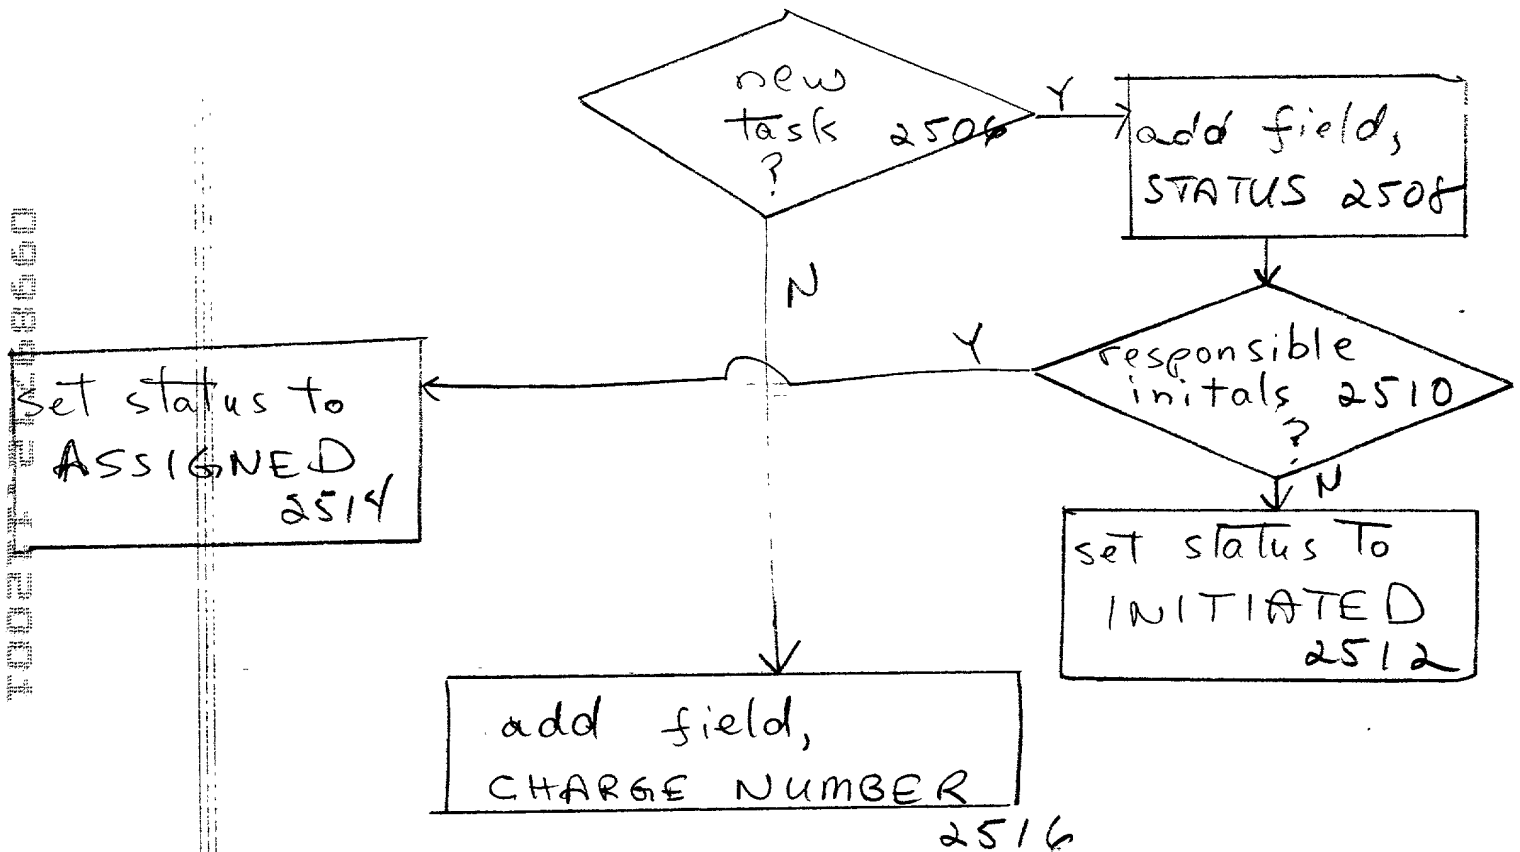 new
task 2506
?
Y
add field,
STATUS 2508
N
Y
responsible
initals 2510
?
N
set status to
ASSIGNED
2514
set status to
INITIATED
2512
add field,
CHARGE NUMBER
2516